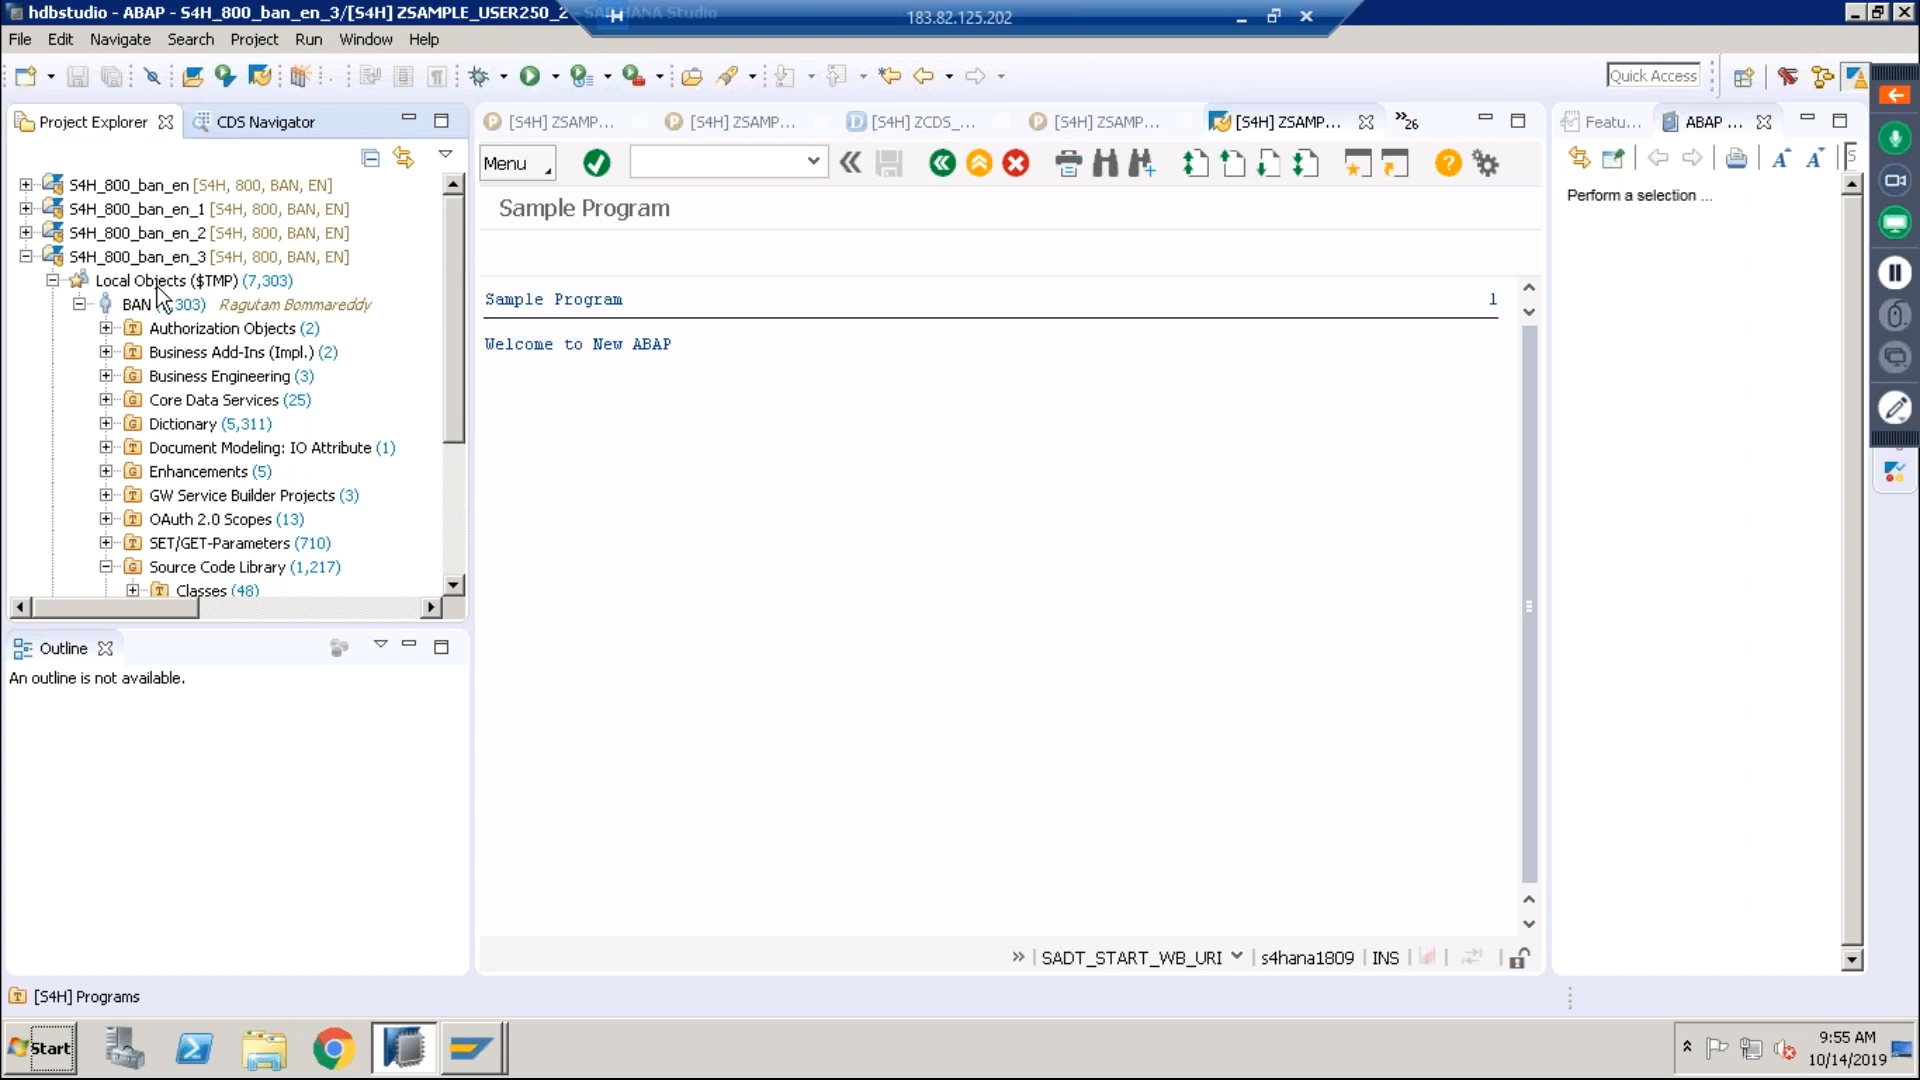 hdbstudio - ABAP - S4H_800_ban_en_3/[S4H] ZSAMPLE_USER250_2 - SAP HANA Studio
183.82.125.202
File Edit Navigate Search Project Run Window Help
Quick Access
Project Explorer
CDS Navigator
[S4H] ZSAMP...
[S4H] ZSAMP...
[S4H] ZCDS_...
[S4H] ZSAMP...
[S4H] ZSAMP...
»26
Featu...
ABAP ...
Menu
S4H_800_ban_en [S4H, 800, BAN, EN]
S4H_800_ban_en_1 [S4H, 800, BAN, EN]
S4H_800_ban_en_2 [S4H, 800, BAN, EN]
S4H_800_ban_en_3 [S4H, 800, BAN, EN]
Local Objects ($TMP) (7,303)
BAN 303) Ragutam Bommareddy
Authorization Objects (2)
Business Add-Ins (Impl.) (2)
Business Engineering (3)
Core Data Services (25)
Dictionary (5,311)
Document Modeling: IO Attribute (1)
Enhancements (5)
GW Service Builder Projects (3)
OAuth 2.0 Scopes (13)
SET/GET-Parameters (710)
Source Code Library (1,217)
Classes (48)
Sample Program
Sample Program 1
Welcome to New ABAP
Perform a selection ...
Outline
An outline is not available.
SADT_START_WB_URI
s4hana1809
INS
[S4H] Programs
Start
9:55 AM
10/14/2019